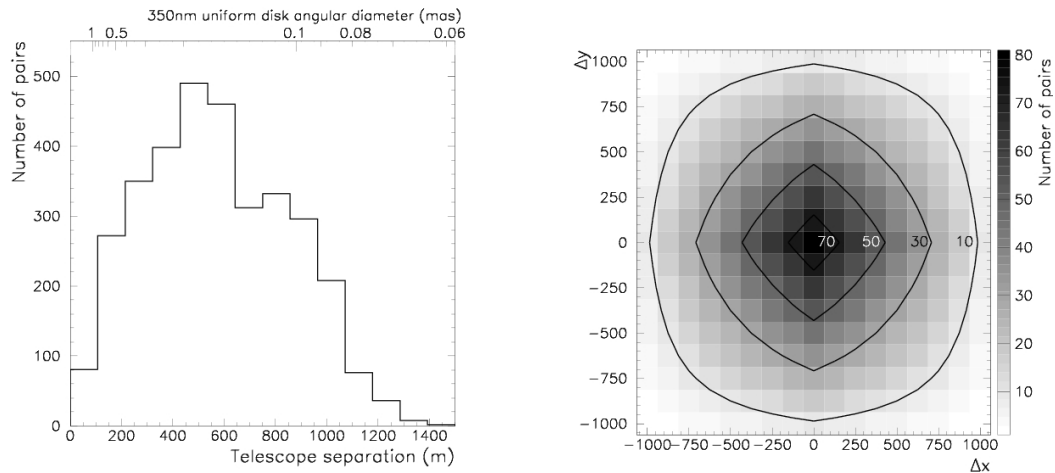 350nm uniform disk angular diameter (mas)
1 0.5 0.1 0.08 0.06
Number of pairs
500
400
300
200
100
0
0 200 400 600 800 1000 1200 1400
Telescope separation (m)
Δy
1000
750
500
250
0
−250
−500
−750
−1000
70 50 30 10
−1000 −750 −500 −250 0 250 500 750 1000
Δx
80
70
60
50
40
30
20
10
Number of pairs